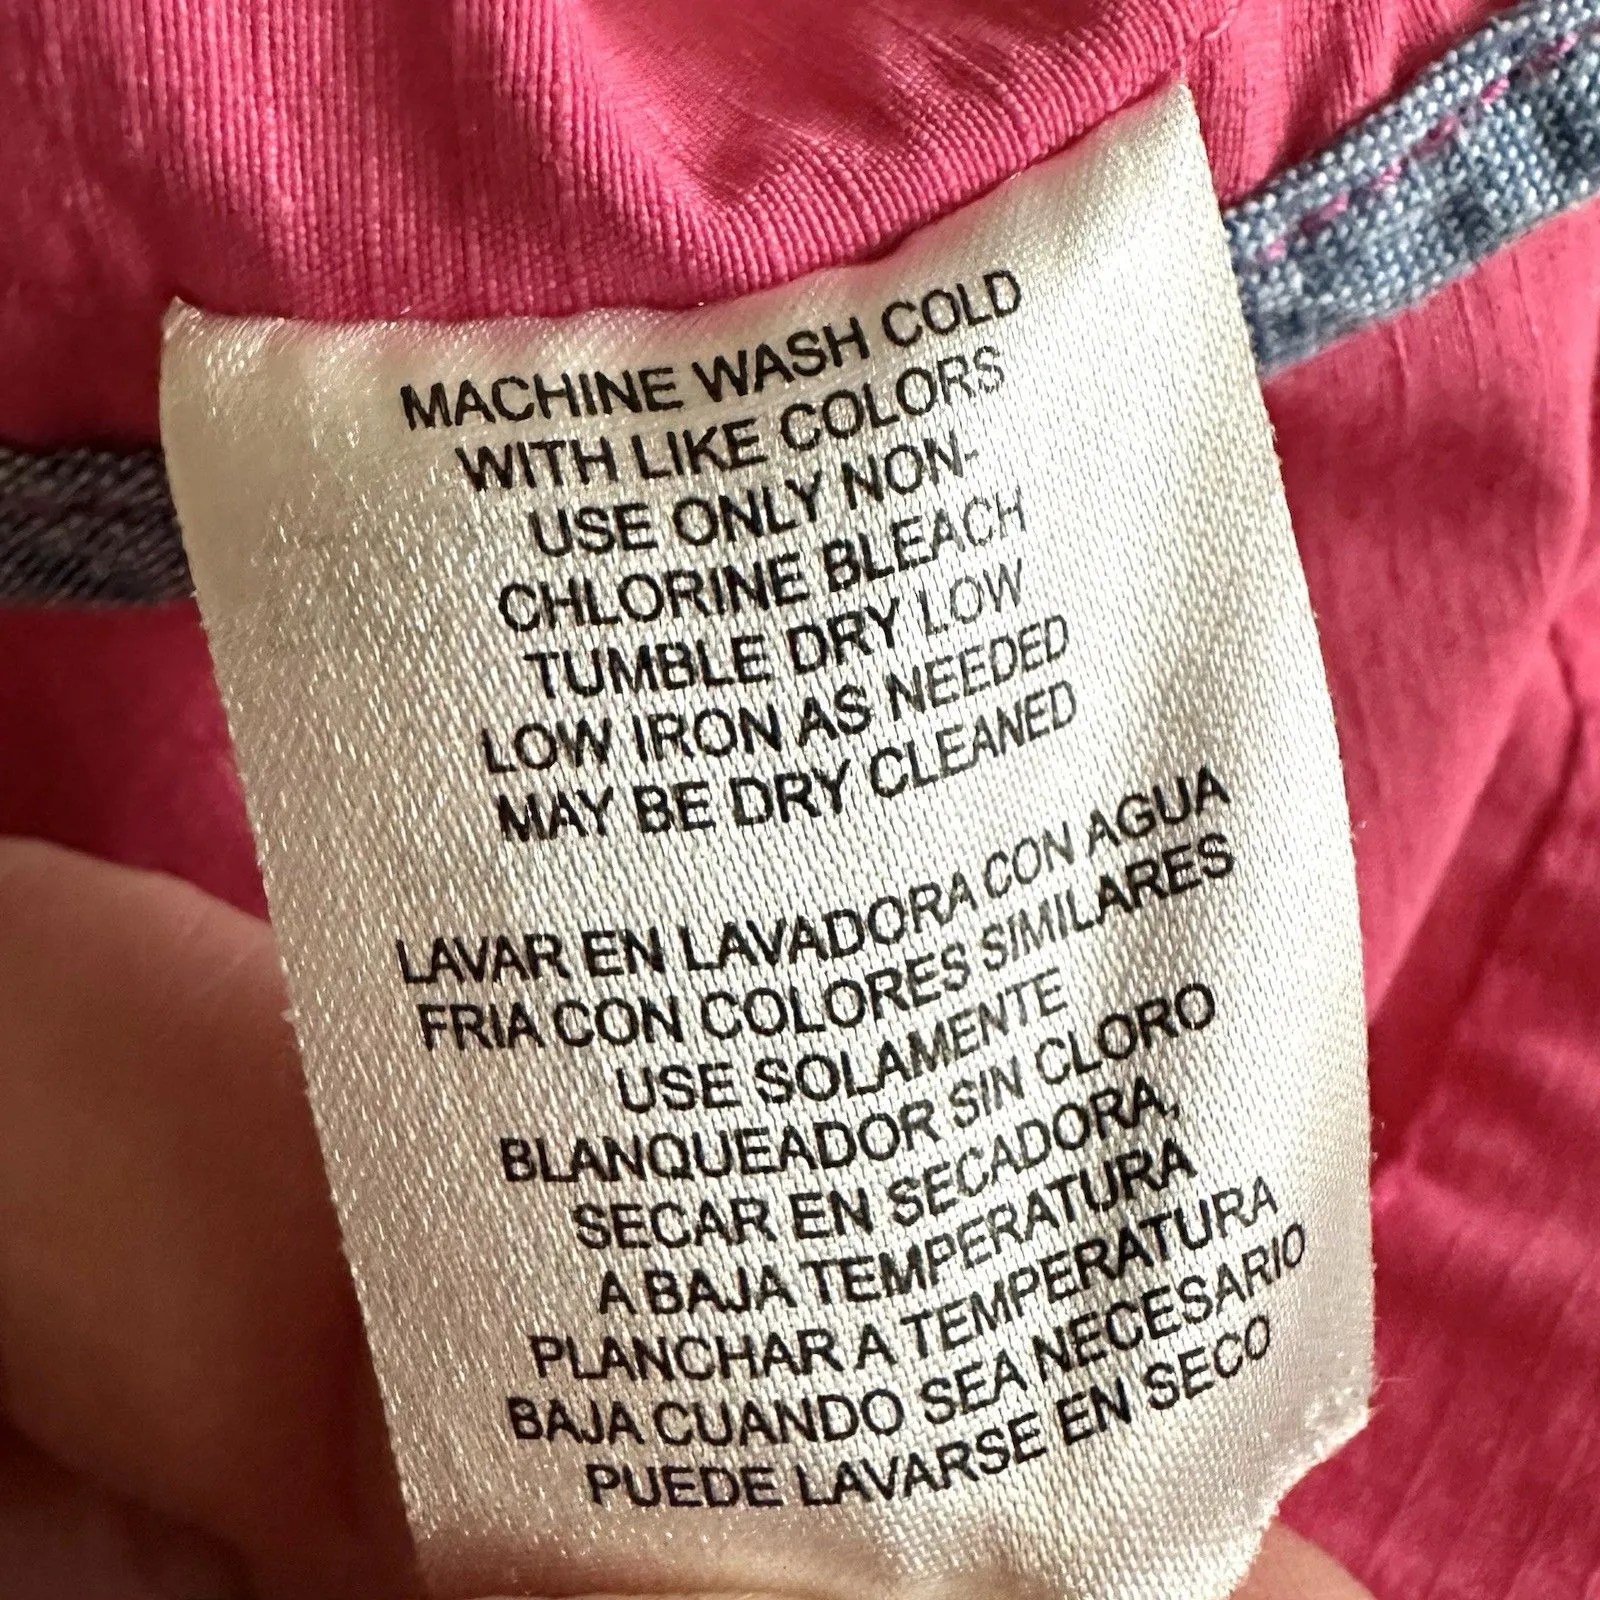 MACHINE WASH COLD
WITH LIKE COLORS
USE ONLY NON-
CHLORINE BLEACH
TUMBLE DRY LOW
LOW IRON AS NEEDED
MAY BE DRY CLEANED
LAVAR EN LAVADORA CON AGUA
FRIA CON COLORES SIMILARES
USE SOLAMENTE
BLANQUEADOR SIN CLORO
SECAR EN SECADORA,
A BAJA TEMPERATURA
PLANCHAR A TEMPERATURA
BAJA CUANDO SEA NECESARIO
PUEDE LAVARSE EN SECO